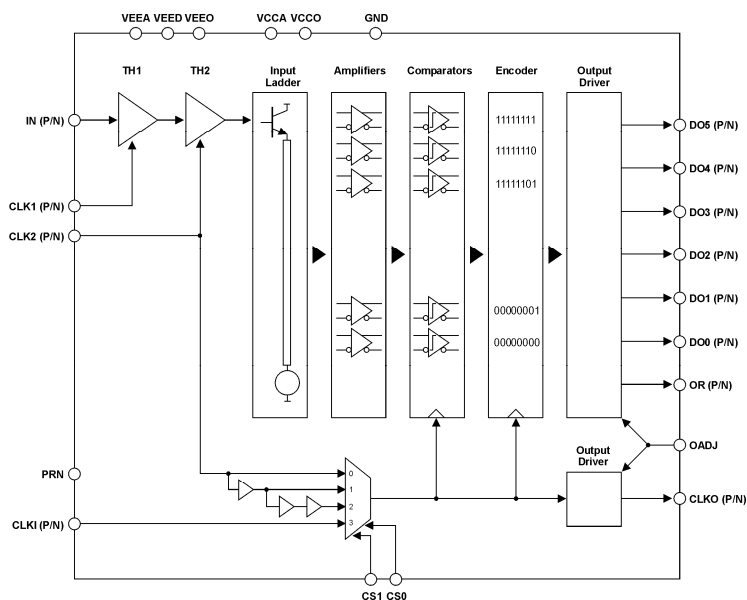 VEEA VEED VEEO VCCA VCCO GND
TH1 TH2 Input Ladder Amplifiers Comparators Encoder Output Driver
IN (P/N)
CLK1 (P/N)
CLK2 (P/N)
11111111
11111110
11111101
00000001
00000000
DO5 (P/N)
DO4 (P/N)
DO3 (P/N)
DO2 (P/N)
DO1 (P/N)
DO0 (P/N)
OR (P/N)
OADJ
Output
Driver
PRN
0
1
2
3
CLKO (P/N)
CLKI (P/N)
CS1 CS0